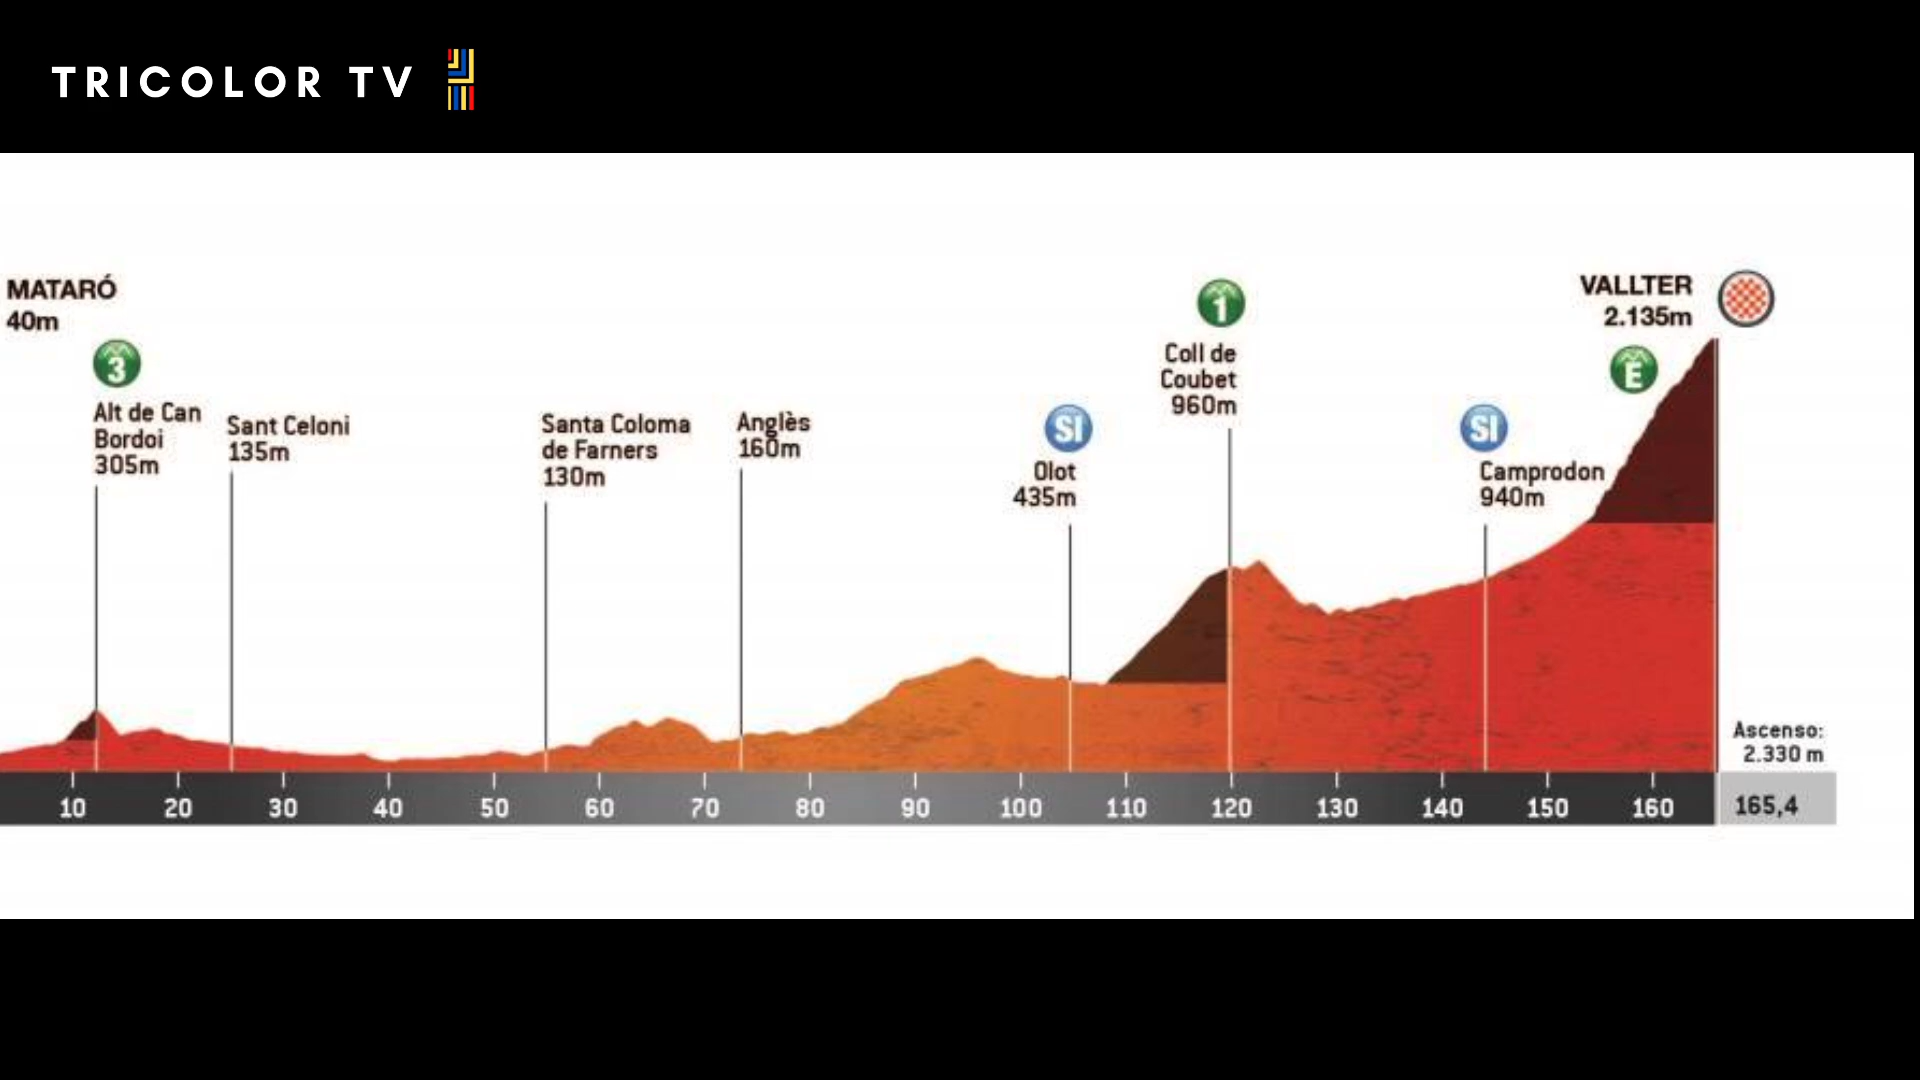 TRICOLOR TV
MATARÓ
40m
3
Alt de Can
Bordoi
305m
Sant Celoni
135m
Santa Coloma
de Farners
130m
Anglès
160m
SI
Olot
435m
1
Coll de
Coubet
960m
SI
Camprodon
940m
VALLTER
2.135m
E
Ascenso:
2.330 m
10 20 30 40 50 60 70 80 90 100 110 120 130 140 150 160 165,4